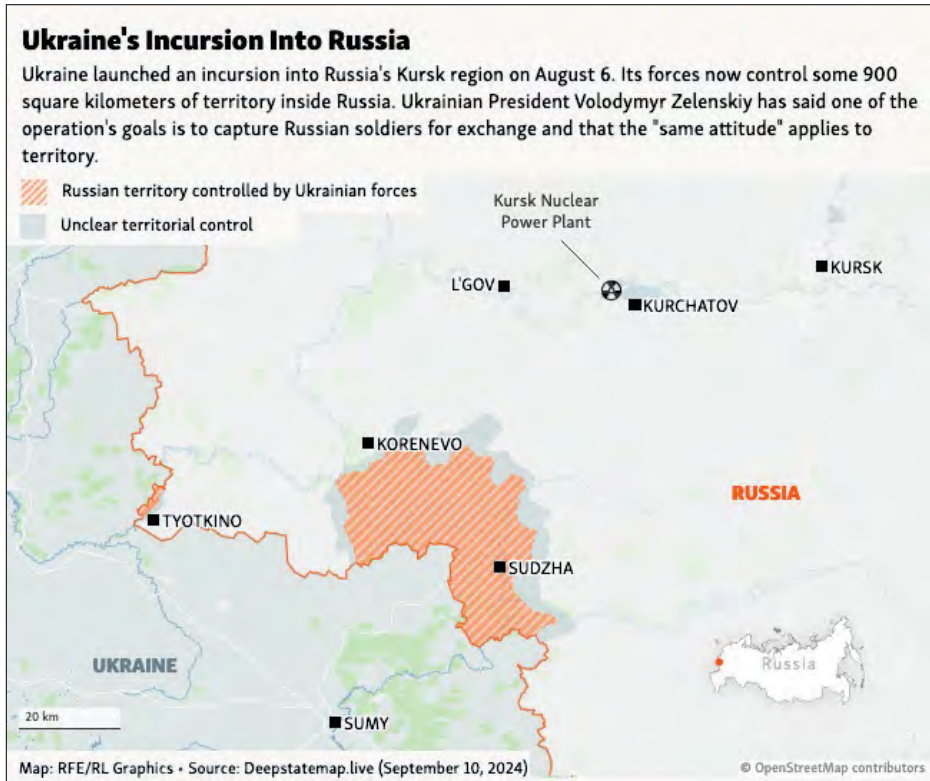 Ukraine's Incursion Into Russia
Ukraine launched an incursion into Russia's Kursk region on August 6. Its forces now control some 900
square kilometers of territory inside Russia. Ukrainian President Volodymyr Zelenskiy has said one of the
operation's goals is to capture Russian soldiers for exchange and that the "same attitude" applies to
territory.
Russian territory controlled by Ukrainian forces
Unclear territorial control
Kursk Nuclear
Power Plant
KURSK
L'GOV
KURCHATOV
KORENEVO
RUSSIA
TYOTKINO
SUDZHA
UKRAINE
Russia
20 km
SUMY
Map: RFE/RL Graphics • Source: Deepstatemap.live (September 10, 2024)
© OpenStreetMap contributors